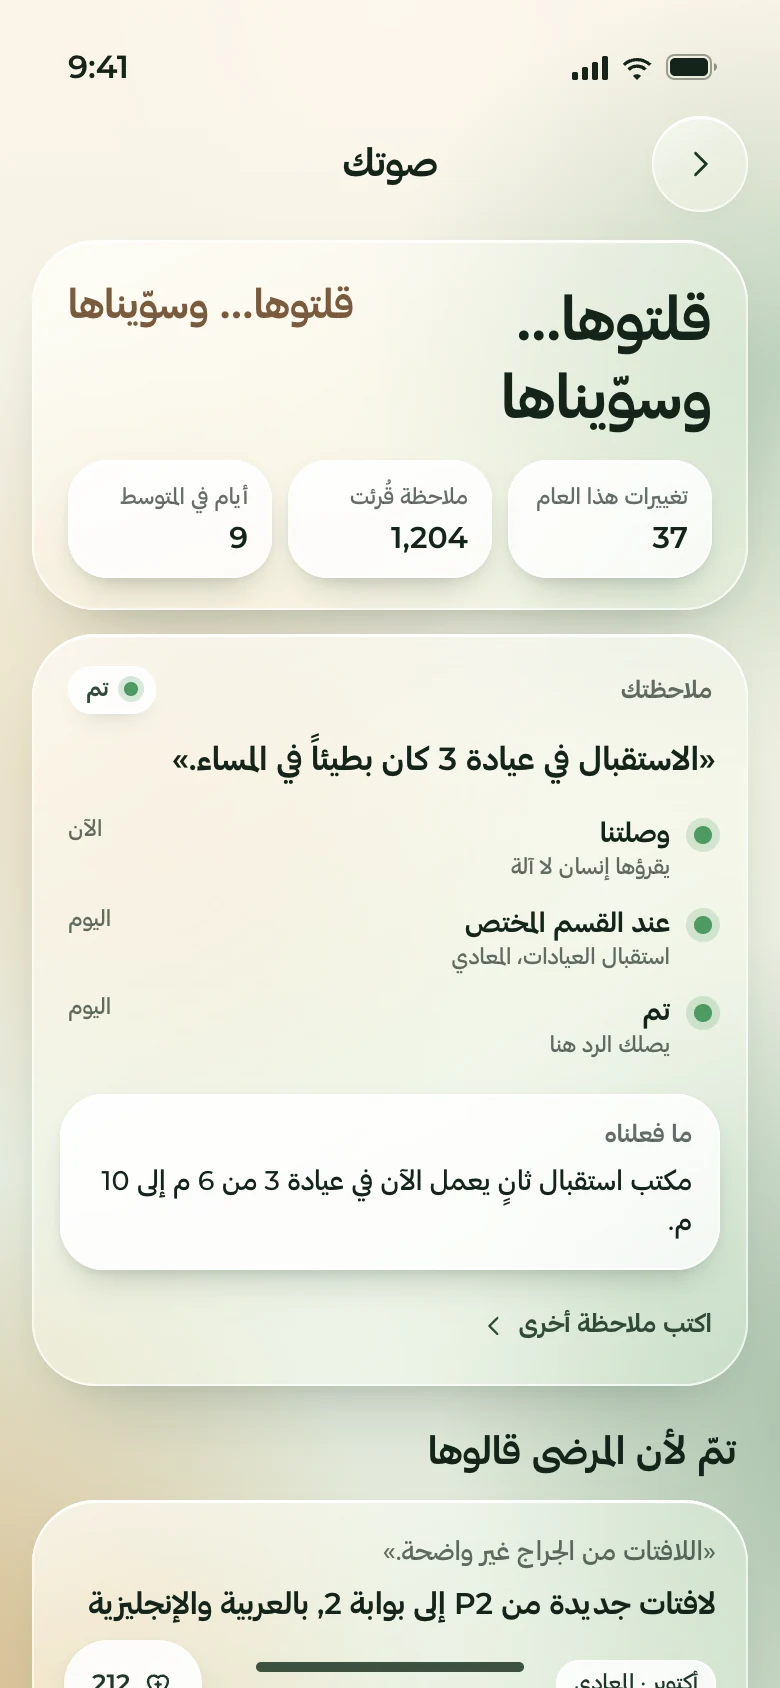 9:41
صوتك
قلتوها...
وسوّيناها
قلتوها... وسوّيناها
تغييرات هذا العام
37
ملاحظة قُرئت
1,204
أيام في المتوسط
9
ملاحظتك
تم
«الاستقبال في عيادة 3 كان بطيئاً في المساء.»
وصلتنا
الآن
يقرؤها إنسان لا آلة
عند القسم المختص
اليوم
استقبال العيادات، المعادي
تم
اليوم
يصلك الرد هنا
ما فعلناه
مكتب استقبال ثانٍ يعمل الآن في عيادة 3 من 6 م إلى 10
م.
اكتب ملاحظة أخرى
تمّ لأن المرضى قالوها
«اللافتات من الجراج غير واضحة.»
لافتات جديدة من P2 إلى بوابة 2, بالعربية والإنجليزية
أكتوبر · المعادي
212